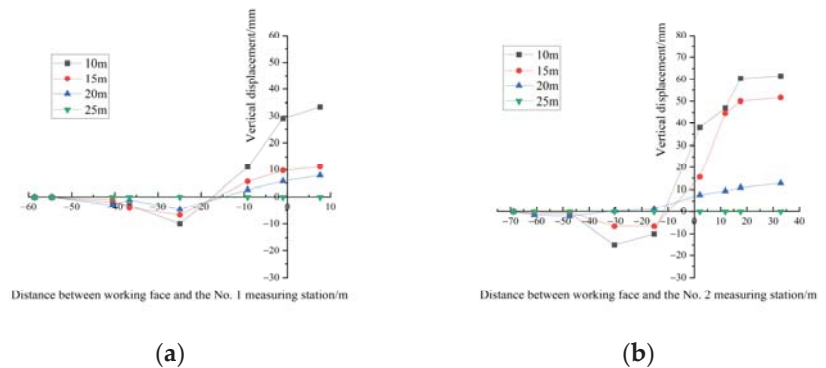 60
50
40
30
20
10
0
−10
−20
−30
−60 −50 −40 −30 −20 −10 0 10
Vertical displacement/mm
10m
15m
20m
25m
Distance between working face and the No. 1 measuring station/m
(a)
80
70
60
50
40
30
20
10
0
−10
−20
−30
−70 −60 −50 −40 −30 −20 −10 0 10 20 30 40
Vertical displacement/mm
10m
15m
20m
25m
Distance between working face and the No. 2 measuring station/m
(b)